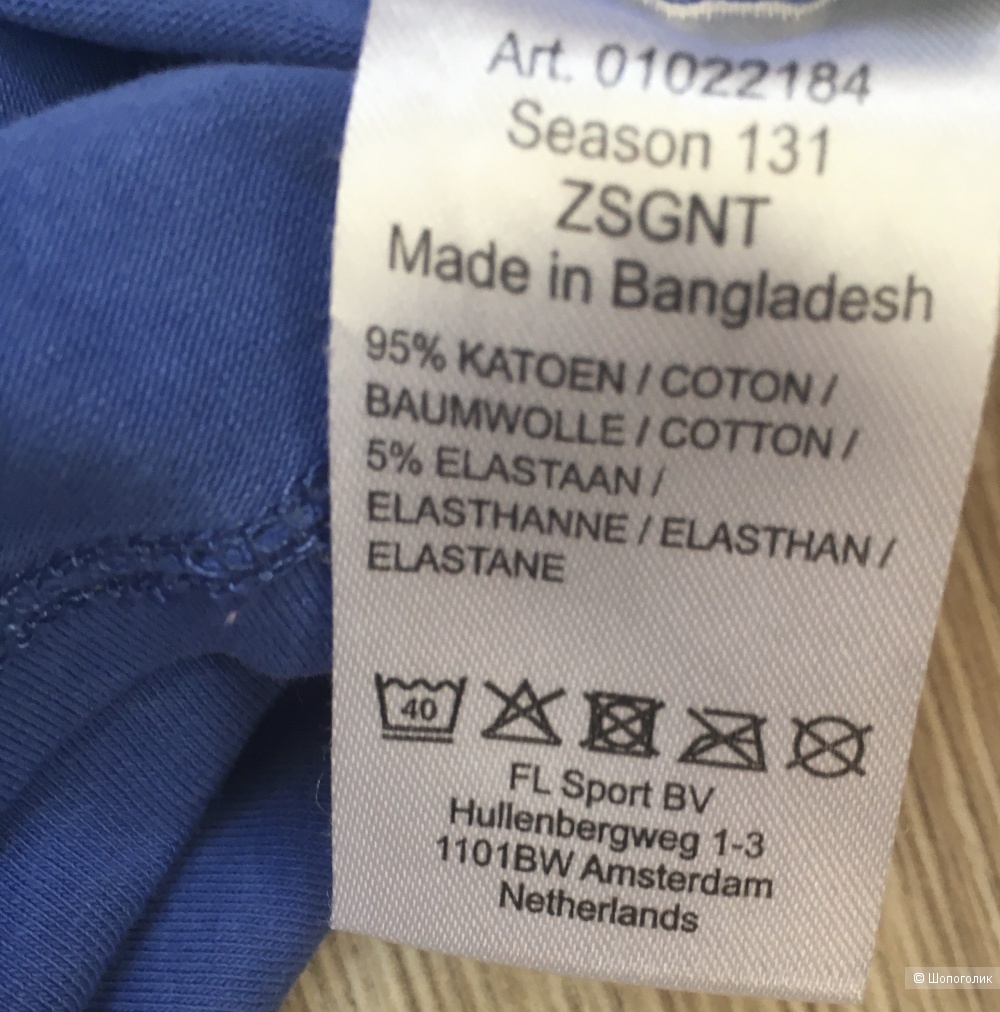 Art. 01022184
Season 131
ZSGNT
Made in Bangladesh
95% KATOEN / COTON /
BAUMWOLLE / COTTON /
5% ELASTAAN /
ELASTHANNE / ELASTHAN /
ELASTANE
40
FL Sport BV
Hullenbergweg 1-3
1101BW Amsterdam
Netherlands
© Шопоголик